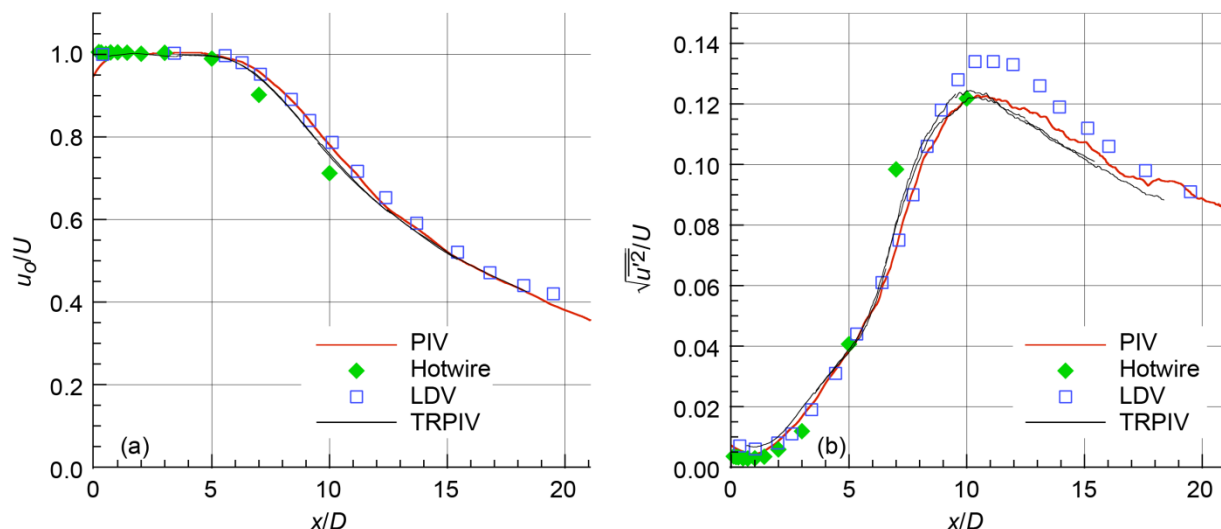 1.0
0.8
0.6
0.4
0.2
0.0
uo/U
PIV
Hotwire
LDV
TRPIV
(a)
0 5 10 15 20
x/D
0.14
0.12
0.10
0.08
0.06
0.04
0.02
0.00
√u'2/U
PIV
Hotwire
LDV
TRPIV
(b)
0 5 10 15 20
x/D